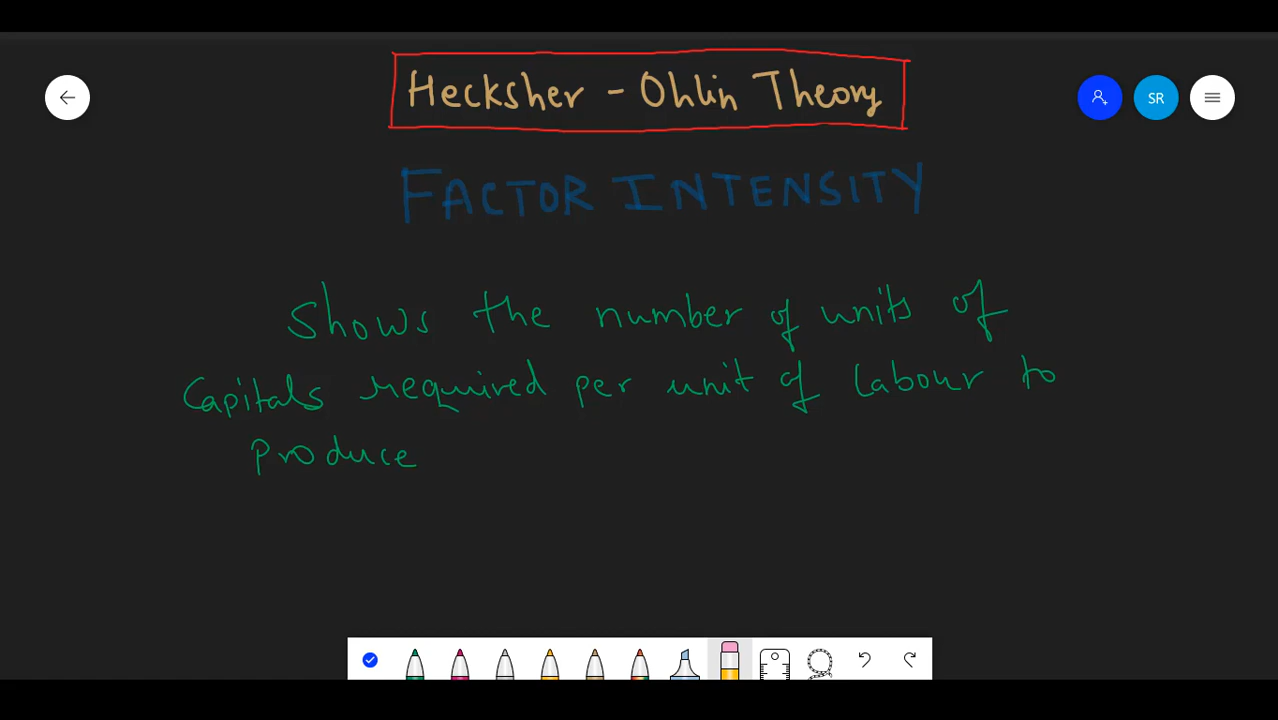 Hecksher - Ohlin Theory
SR
FACTOR INTENSITY
Shows the number of units of
Capitals required per unit of labour to
Produce